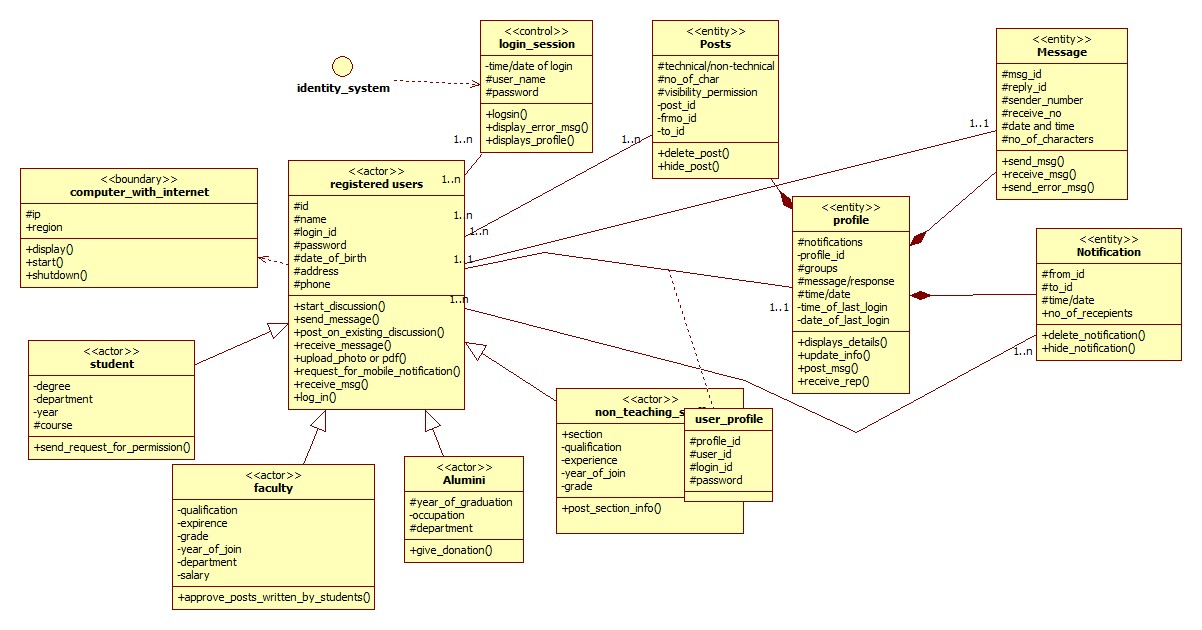 <<control>>
login_session
-time/date of login
#user_name
#password
+logsin()
+display_error_msg()
+displays_profile()
identity_system
<<entity>>
Posts
#technical/non-technical
#no_of_char
#visibility_permission
-post_id
-frmo_id
-to_id
+delete_post()
+hide_post()
<<entity>>
Message
#msg_id
#reply_id
#sender_number
#receive_no
#date and time
#no_of_characters
+send_msg()
+receive_msg()
+send_error_msg()
1..n
1..n
1..1
<<boundary>>
computer_with_internet
#ip
+region
+display()
+start()
+shutdown()
<<actor>>
registered users
#id
#name
#login_id
#password
#date_of_birth
#address
#phone
+start_discussion()
+send_message()
+post_on_existing_discussion()
+receive_message()
+upload_photo or pdf()
+request_for_mobile_notification()
+receive_msg()
+log_in()
1..n
1..n
1..n
1..1
1..n
<<entity>>
profile
#notifications
-profile_id
#groups
#message/response
#time/date
-time_of_last_login
-date_of_last_login
+displays_details()
+update_info()
+post_msg()
+receive_rep()
1..1
<<entity>>
Notification
#from_id
#to_id
#time/date
+no_of_recepients
+delete_notification()
+hide_notification()
1..n
<<actor>>
student
-degree
-department
-year
#course
+send_request_for_permission()
<<actor>>
faculty
-qualification
-expirence
-grade
-year_of_join
-department
-salary
+approve_posts_written_by_students()
<<actor>>
Alumini
#year_of_graduation
-occupation
#department
+give_donation()
<<actor>>
+section
-qualification
-experience
-year_of_join
-grade
+post_section_info()
user_profile
#profile_id
#user_id
#login_id
#password